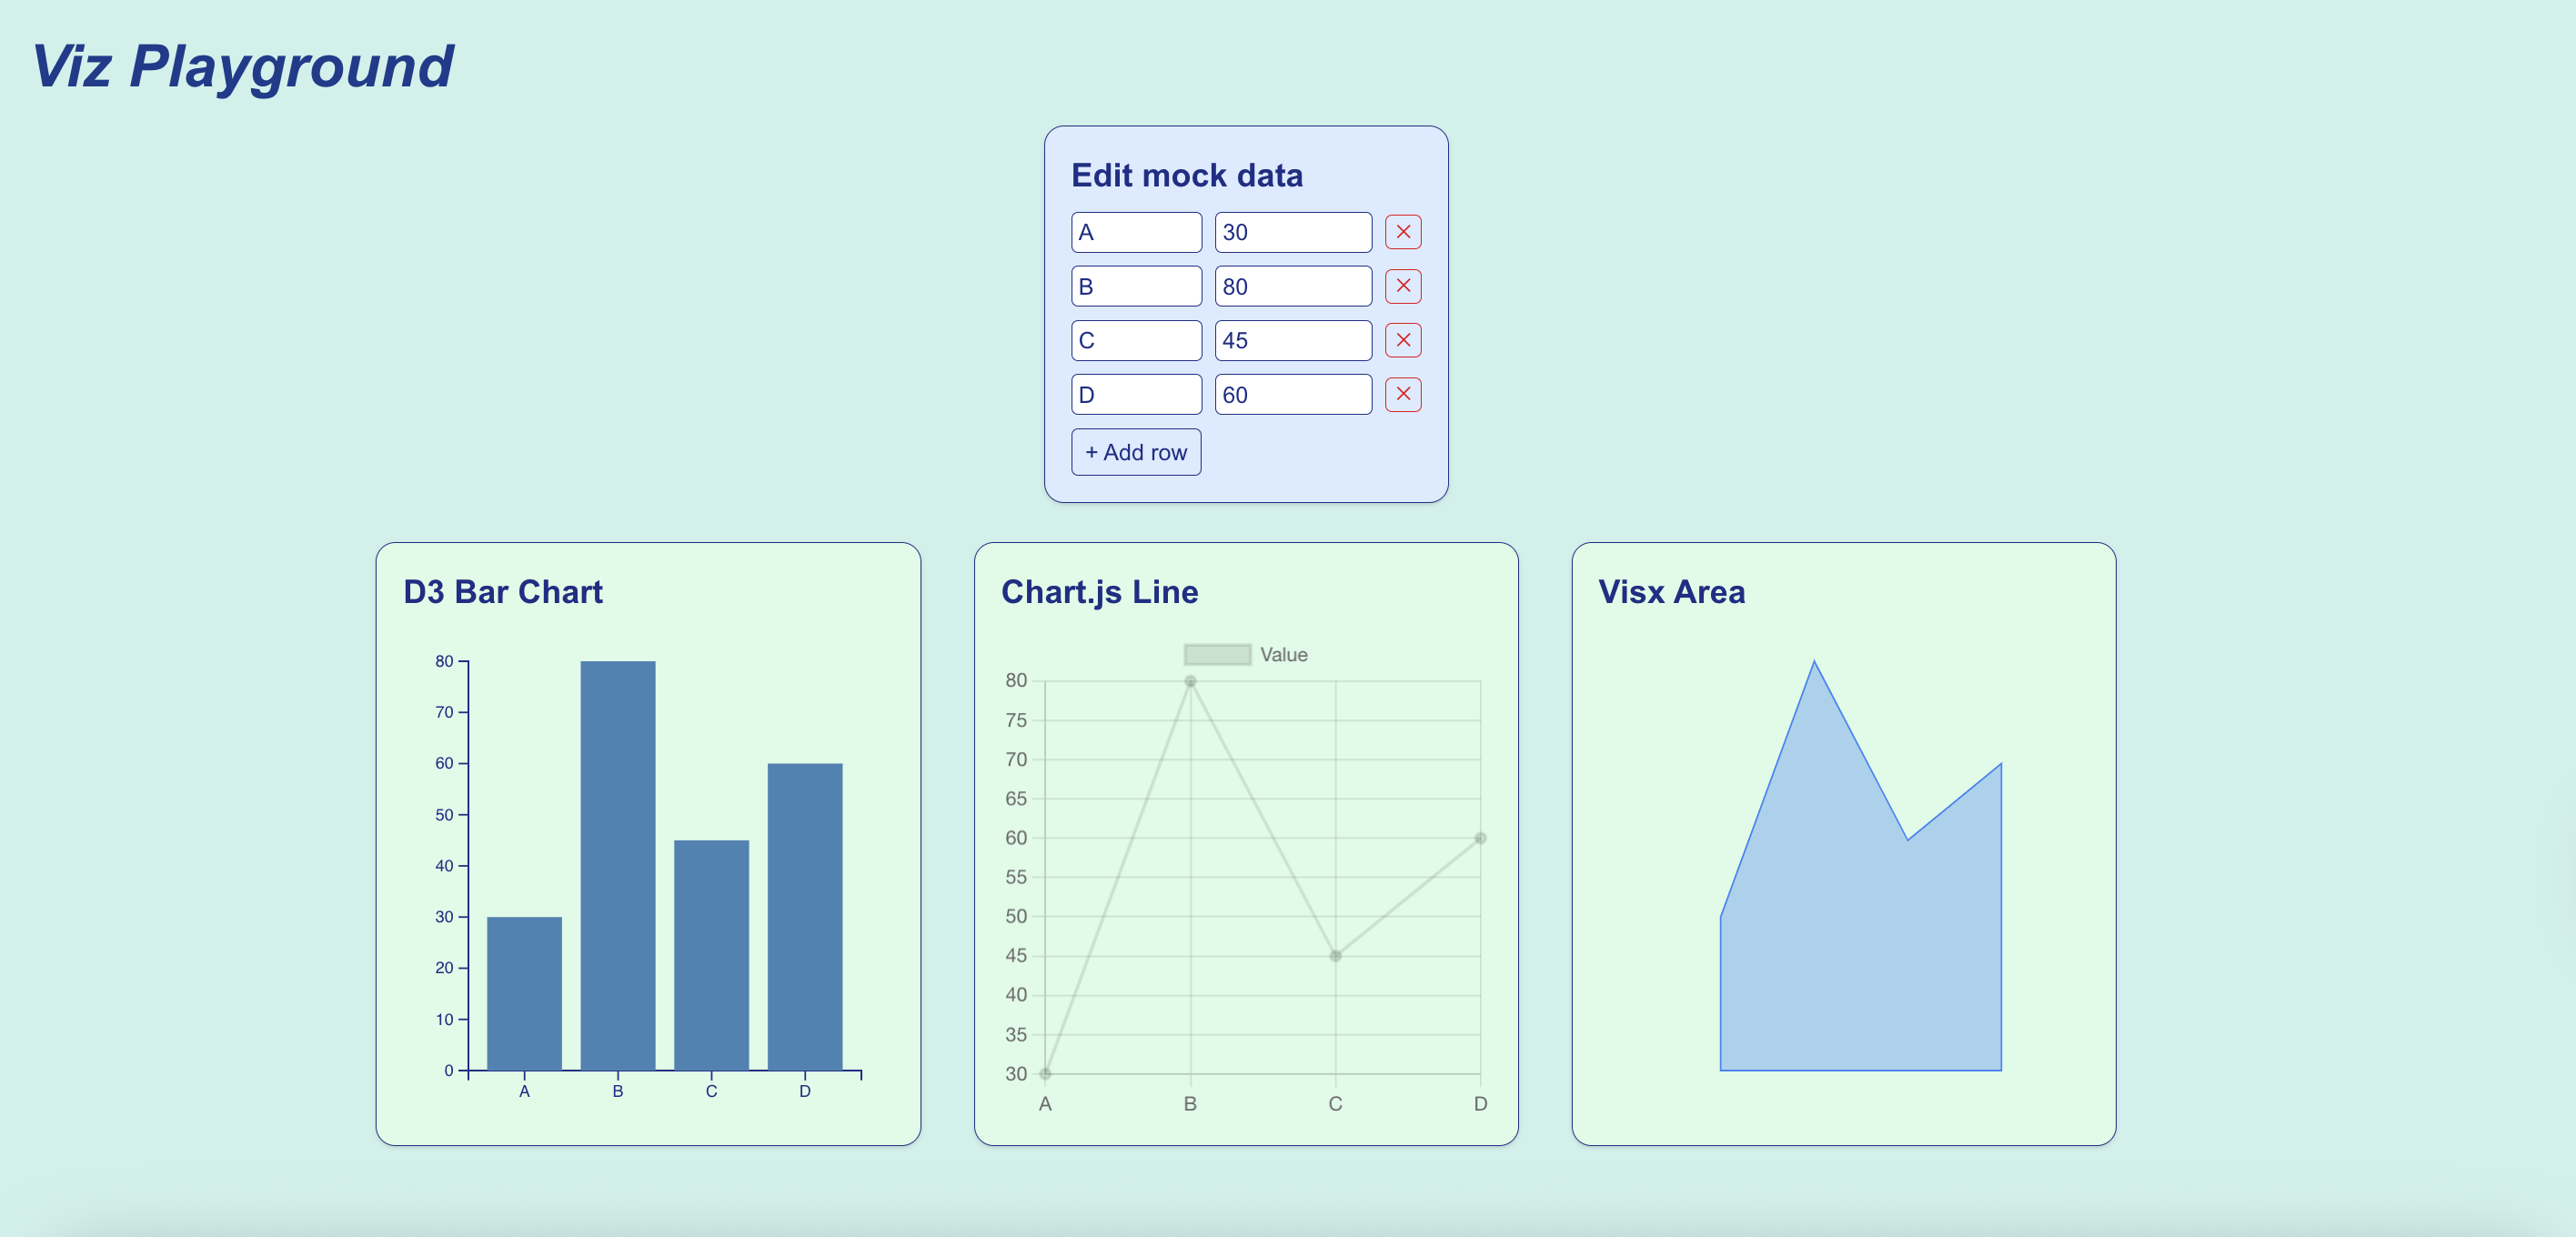 Viz Playground
Edit mock data
A 30 ×
B 80 ×
C 45 ×
D 60 ×
+ Add row
D3 Bar Chart
80
70
60
50
40
30
20
10
0
A B C D
Chart.js Line
Value
80
75
70
65
60
55
50
45
40
35
30
A B C D
Visx Area